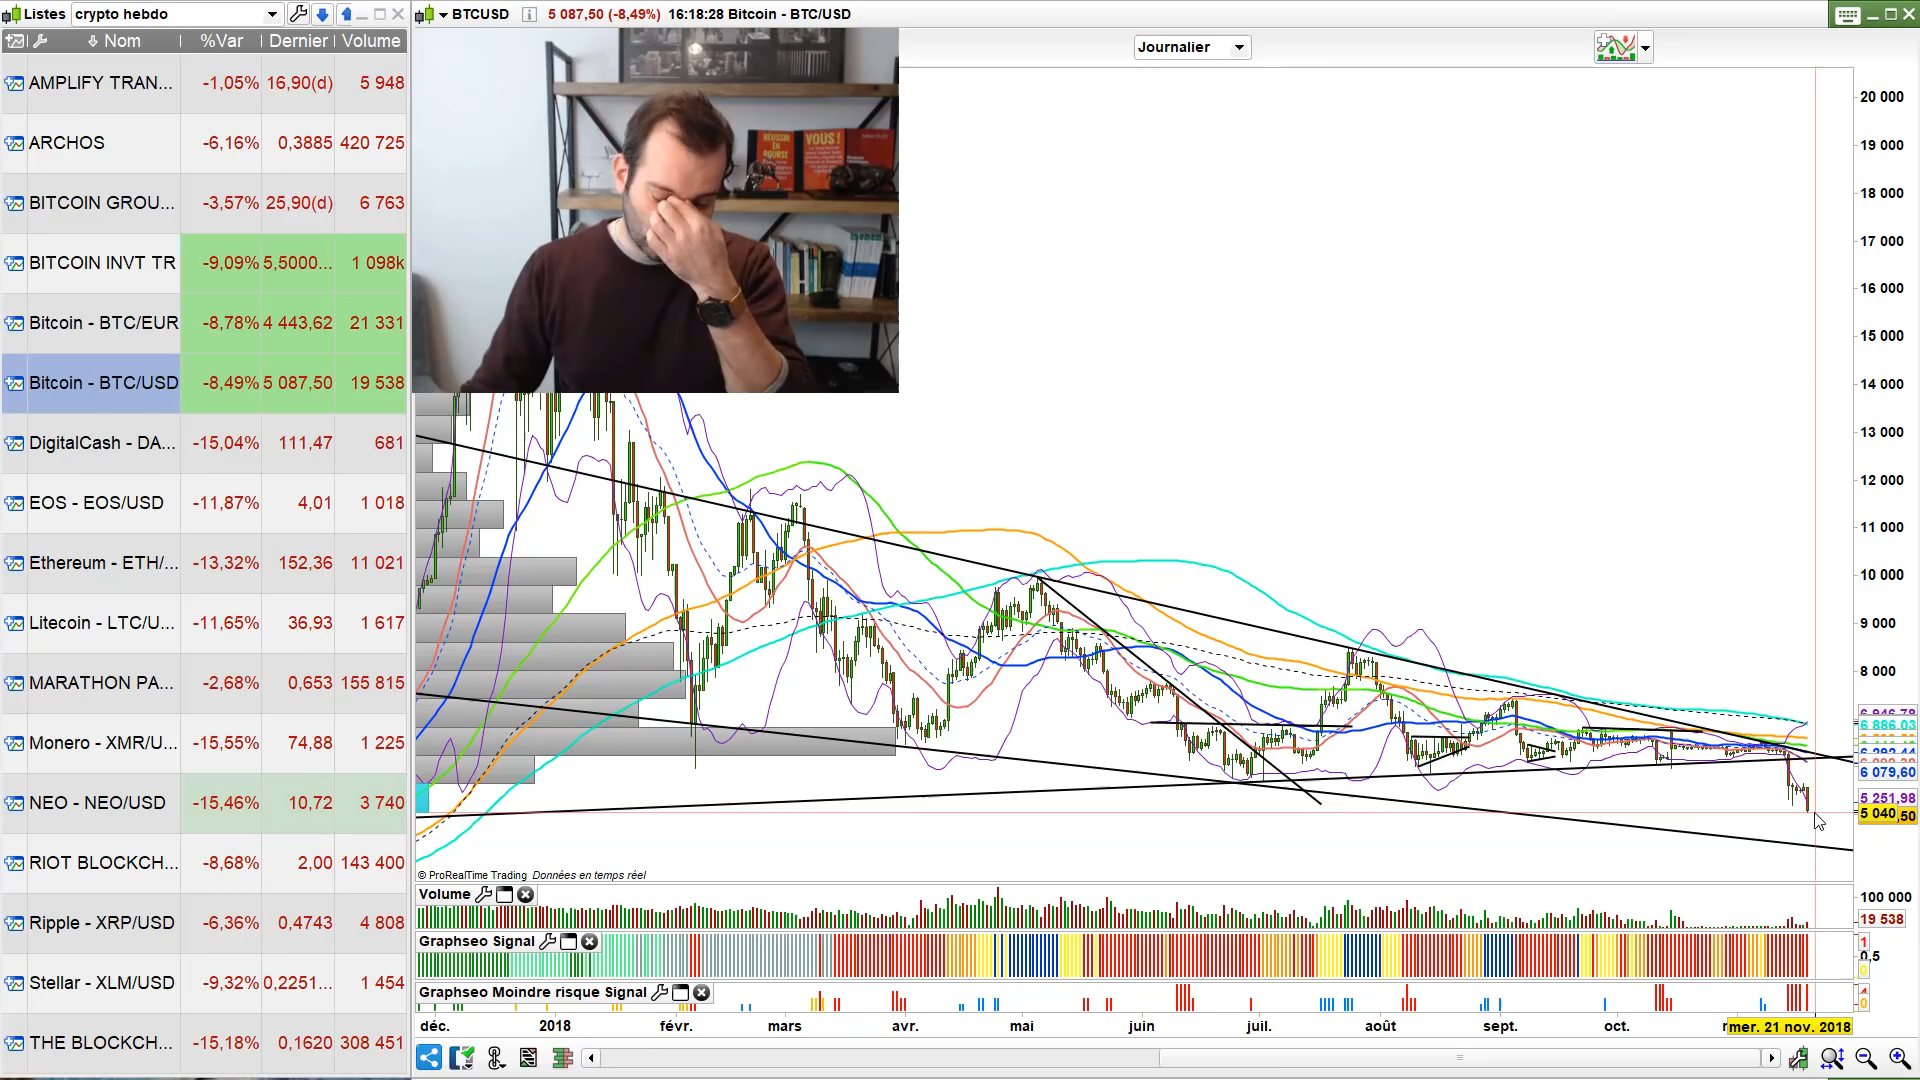 Listes crypto hebdo
Nom %Var Dernier Volume
AMPLIFY TRAN... -1,05% 16,90(d) 5 948
ARCHOS -6,16% 0,3885 420 725
BITCOIN GROU... -3,57% 25,90(d) 6 763
BITCOIN INVT TR -9,09% 5,5000... 1 098k
Bitcoin - BTC/EUR -8,78% 4 443,62 21 331
Bitcoin - BTC/USD -8,49% 5 087,50 19 538
DigitalCash - DA... -15,04% 111,47 681
EOS - EOS/USD -11,87% 4,01 1 018
Ethereum - ETH/... -13,32% 152,36 11 021
Litecoin - LTC/U... -11,65% 36,93 1 617
MARATHON PA... -2,68% 0,653 155 815
Monero - XMR/U... -15,55% 74,88 1 225
NEO - NEO/USD -15,46% 10,72 3 740
RIOT BLOCKCH... -8,68% 2,00 143 400
Ripple - XRP/USD -6,36% 0,4743 4 808
Stellar - XLM/USD -9,32% 0,2251... 1 454
THE BLOCKCH... -15,18% 0,1620 308 451
BTCUSD 5 087,50 (-8,49%) 16:18:28 Bitcoin - BTC/USD
Journalier
RÉUSSIR EN BOURSE
VOUS !
20 000
19 000
18 000
17 000
16 000
15 000
14 000
13 000
12 000
11 000
10 000
9 000
8 000
6 886,03
6 079,60
5 251,98
5 040,50
© ProRealTime Trading Données en temps réel
Volume
100 000
19 538
Graphseo Signal
1
0,5
0
Graphseo Moindre risque Signal
0
déc. 2018 févr. mars avr. mai juin juil. août sept. oct. mer. 21 nov. 2018